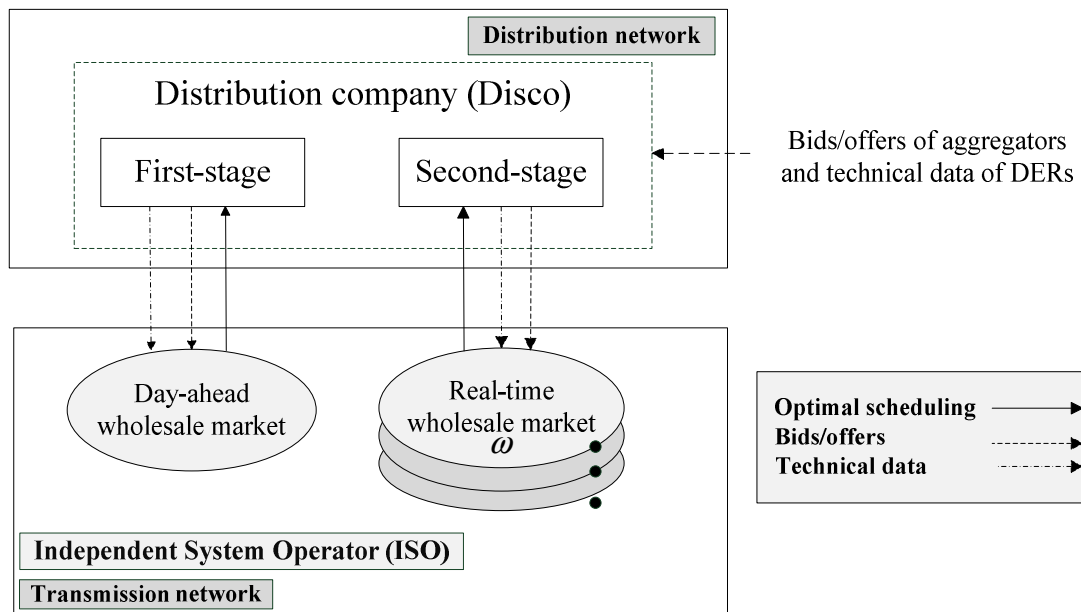 Distribution network
Distribution company (Disco)
First-stage
Second-stage
Bids/offers of aggregators
and technical data of DERs
Day-ahead
wholesale market
Real-time
wholesale market
ω
Optimal scheduling
Bids/offers
Technical data
Independent System Operator (ISO)
Transmission network